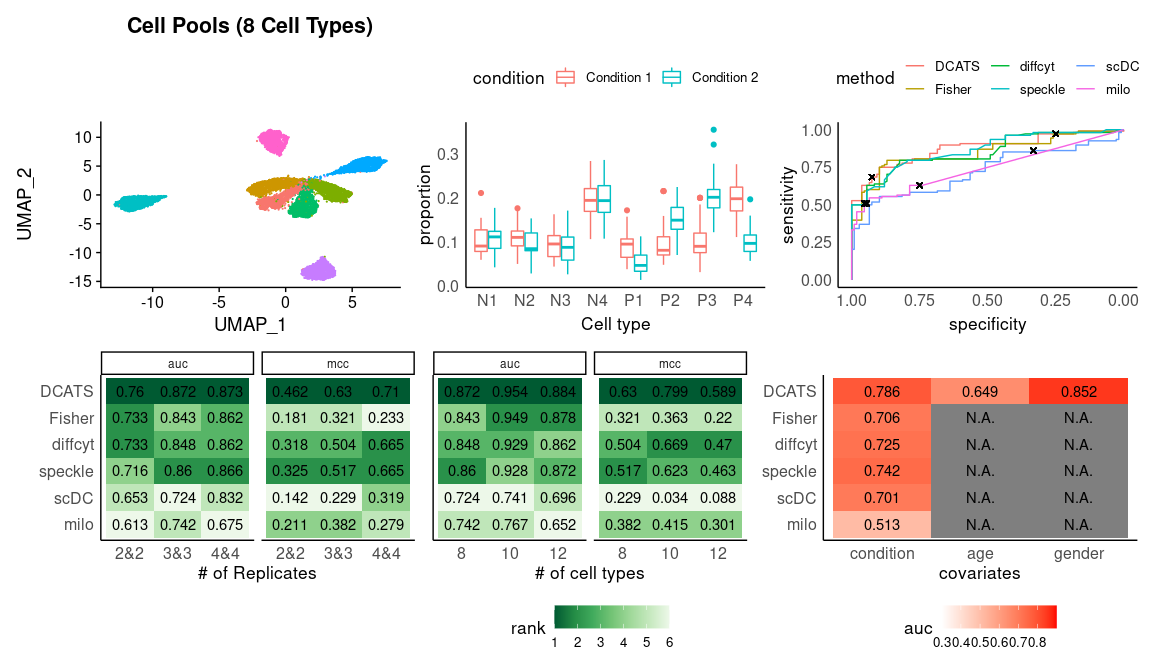 Cell Pools (8 Cell Types)
UMAP_2
10
5
0
-5
-10
-15
-10
-5
0
5
UMAP_1
condition
Condition 1
Condition 2
proportion
0.3
0.2
0.1
0.0
N1 N2 N3 N4 P1 P2 P3 P4
Cell type
method
DCATS diffcyt scDC
Fisher speckle milo
sensitivity
1.00
0.75
0.50
0.25
0.00
1.00 0.75 0.50 0.25 0.00
specificity
auc mcc
DCATS 0.76 0.872 0.873 0.462 0.63 0.71
Fisher 0.733 0.843 0.862 0.181 0.321 0.233
diffcyt 0.733 0.848 0.862 0.318 0.504 0.665
speckle 0.716 0.86 0.866 0.325 0.517 0.665
scDC 0.653 0.724 0.832 0.142 0.229 0.319
milo 0.613 0.742 0.675 0.211 0.382 0.279
2&2 3&3 4&4 2&2 3&3 4&4
# of Replicates
auc mcc
0.872 0.954 0.884 0.63 0.799 0.589
0.843 0.949 0.878 0.321 0.363 0.22
0.848 0.929 0.862 0.504 0.669 0.47
0.86 0.928 0.872 0.517 0.623 0.463
0.724 0.741 0.696 0.229 0.034 0.088
0.742 0.767 0.652 0.382 0.415 0.301
8 10 12 8 10 12
# of cell types
DCATS 0.786 0.649 0.852
Fisher 0.706 N.A. N.A.
diffcyt 0.725 N.A. N.A.
speckle 0.742 N.A. N.A.
scDC 0.701 N.A. N.A.
milo 0.513 N.A. N.A.
condition age gender
covariates
rank
1 2 3 4 5 6
auc
0.30.40.50.60.70.8